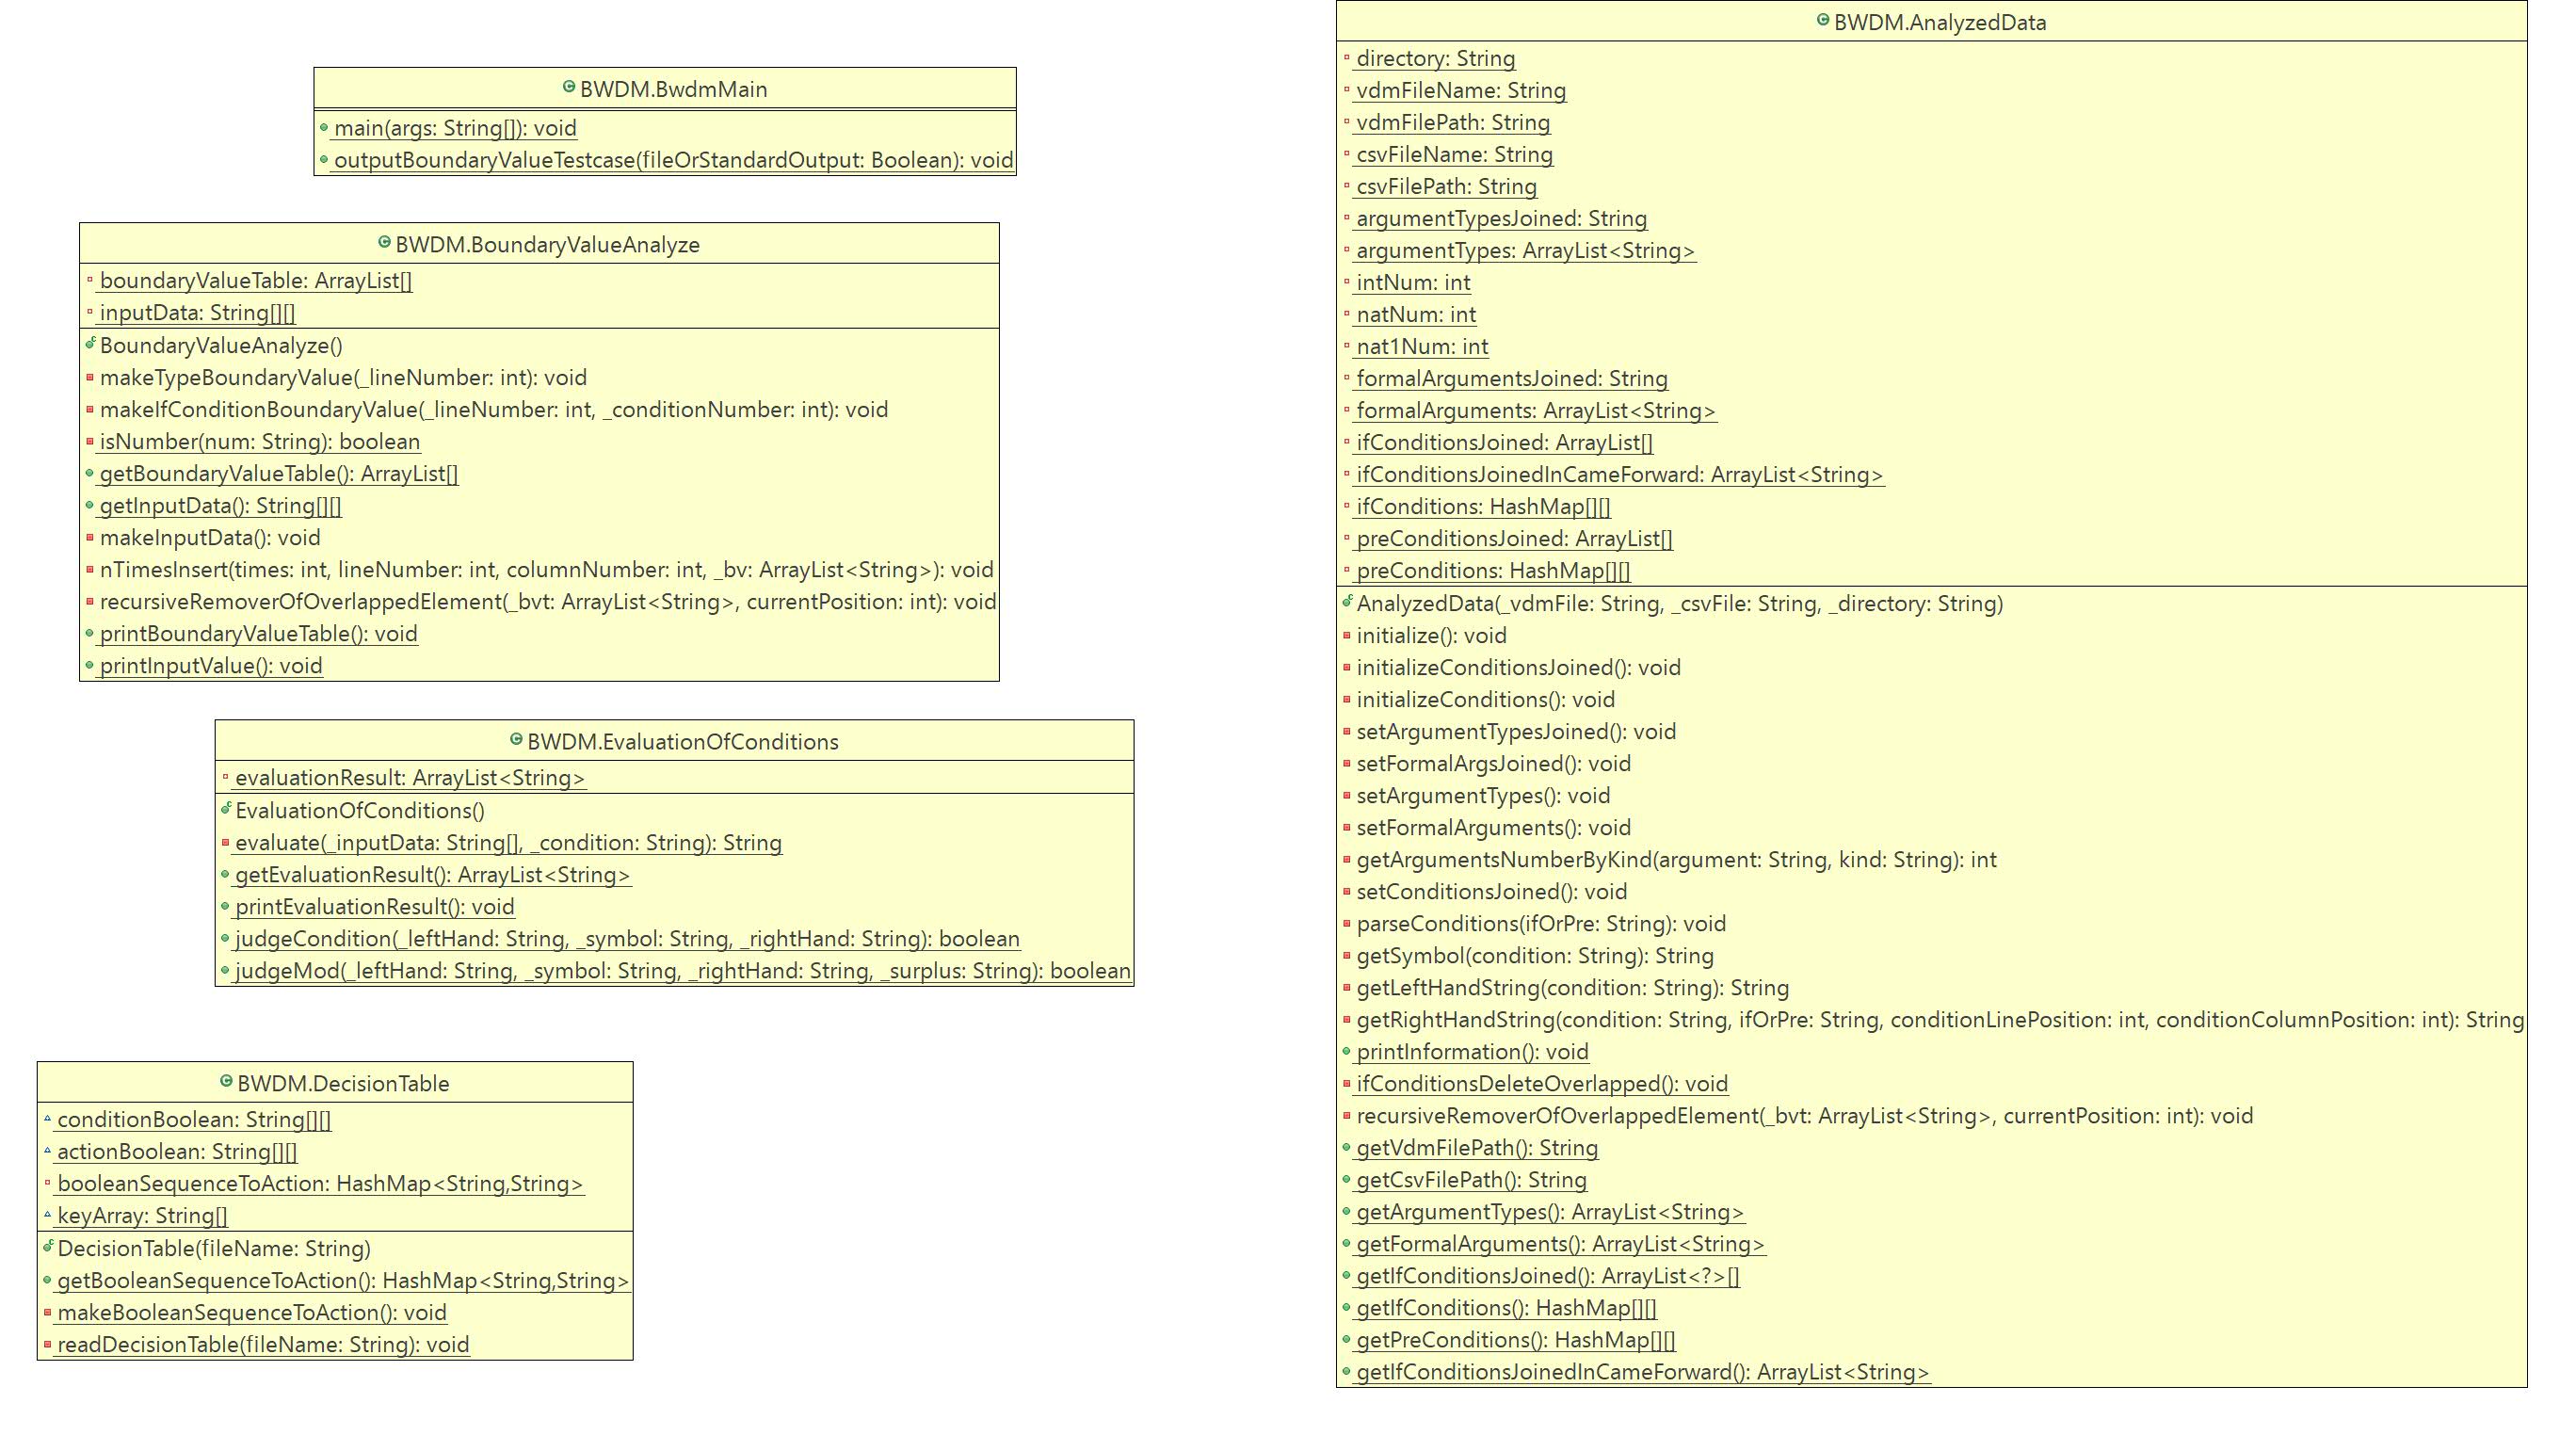 BWDM.BwdmMain
main(args: String[]): void
outputBoundaryValueTestcase(fileOrStandardOutput: Boolean): void
BWDM.BoundaryValueAnalyze
boundaryValueTable: ArrayList[]
inputData: String[][]
BoundaryValueAnalyze()
makeTypeBoundaryValue(_lineNumber: int): void
makeIfConditionBoundaryValue(_lineNumber: int, _conditionNumber: int): void
isNumber(num: String): boolean
getBoundaryValueTable(): ArrayList[]
getInputData(): String[][]
makeInputData(): void
nTimesInsert(times: int, lineNumber: int, columnNumber: int, _bv: ArrayList<String>): void
recursiveRemoverOfOverlappedElement(_bvt: ArrayList<String>, currentPosition: int): void
printBoundaryValueTable(): void
printInputValue(): void
BWDM.EvaluationOfConditions
evaluationResult: ArrayList<String>
EvaluationOfConditions()
evaluate(_inputData: String[], _condition: String): String
getEvaluationResult(): ArrayList<String>
printEvaluationResult(): void
judgeCondition(_leftHand: String, _symbol: String, _rightHand: String): boolean
judgeMod(_leftHand: String, _symbol: String, _rightHand: String, _surplus: String): boolean
BWDM.DecisionTable
conditionBoolean: String[][]
actionBoolean: String[][]
booleanSequenceToAction: HashMap<String,String>
keyArray: String[]
DecisionTable(fileName: String)
getBooleanSequenceToAction(): HashMap<String,String>
makeBooleanSequenceToAction(): void
readDecisionTable(fileName: String): void
BWDM.AnalyzedData
directory: String
vdmFileName: String
vdmFilePath: String
csvFileName: String
csvFilePath: String
argumentTypesJoined: String
argumentTypes: ArrayList<String>
intNum: int
natNum: int
nat1Num: int
formalArgumentsJoined: String
formalArguments: ArrayList<String>
ifConditionsJoined: ArrayList[]
ifConditionsJoinedInCameForward: ArrayList<String>
ifConditions: HashMap[][]
preConditionsJoined: ArrayList[]
preConditions: HashMap[][]
AnalyzedData(_vdmFile: String, _csvFile: String, _directory: String)
initialize(): void
initializeConditionsJoined(): void
initializeConditions(): void
setArgumentTypesJoined(): void
setFormalArgsJoined(): void
setArgumentTypes(): void
setFormalArguments(): void
getArgumentsNumberByKind(argument: String, kind: String): int
setConditionsJoined(): void
parseConditions(ifOrPre: String): void
getSymbol(condition: String): String
getLeftHandString(condition: String): String
getRightHandString(condition: String, ifOrPre: String, conditionLinePosition: int, conditionColumnPosition: int): String
printInformation(): void
ifConditionsDeleteOverlapped(): void
recursiveRemoverOfOverlappedElement(_bvt: ArrayList<String>, currentPosition: int): void
getVdmFilePath(): String
getCsvFilePath(): String
getArgumentTypes(): ArrayList<String>
getFormalArguments(): ArrayList<String>
getIfConditionsJoined(): ArrayList<?>[]
getIfConditions(): HashMap[][]
getPreConditions(): HashMap[][]
getIfConditionsJoinedInCameForward(): ArrayList<String>